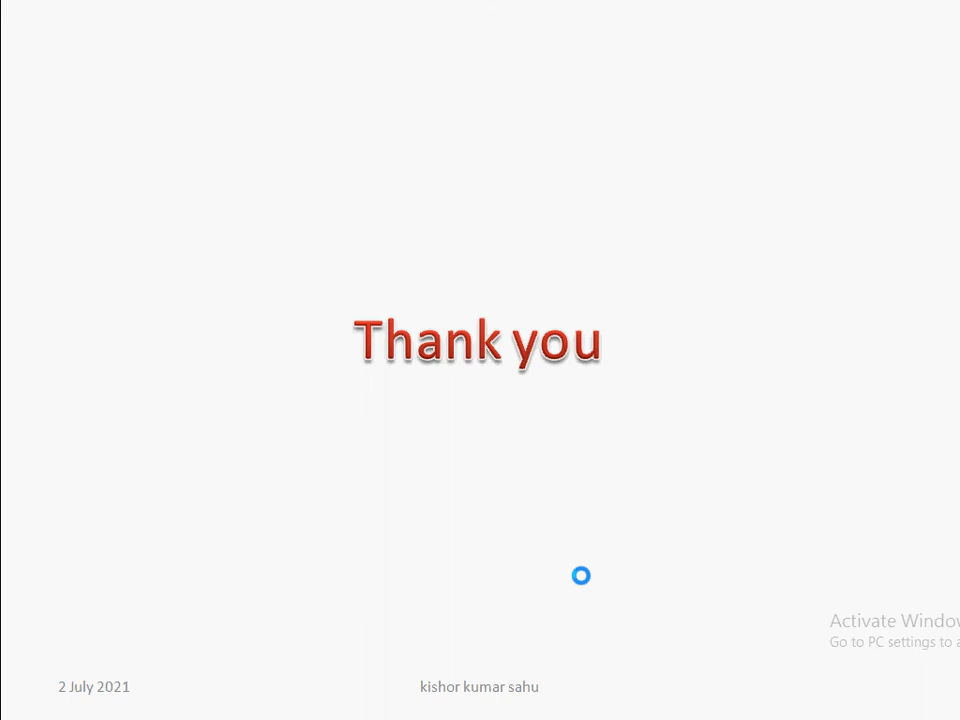 Thank you
Activate Window
Go to PC settings to a
2 July 2021
kishor kumar sahu